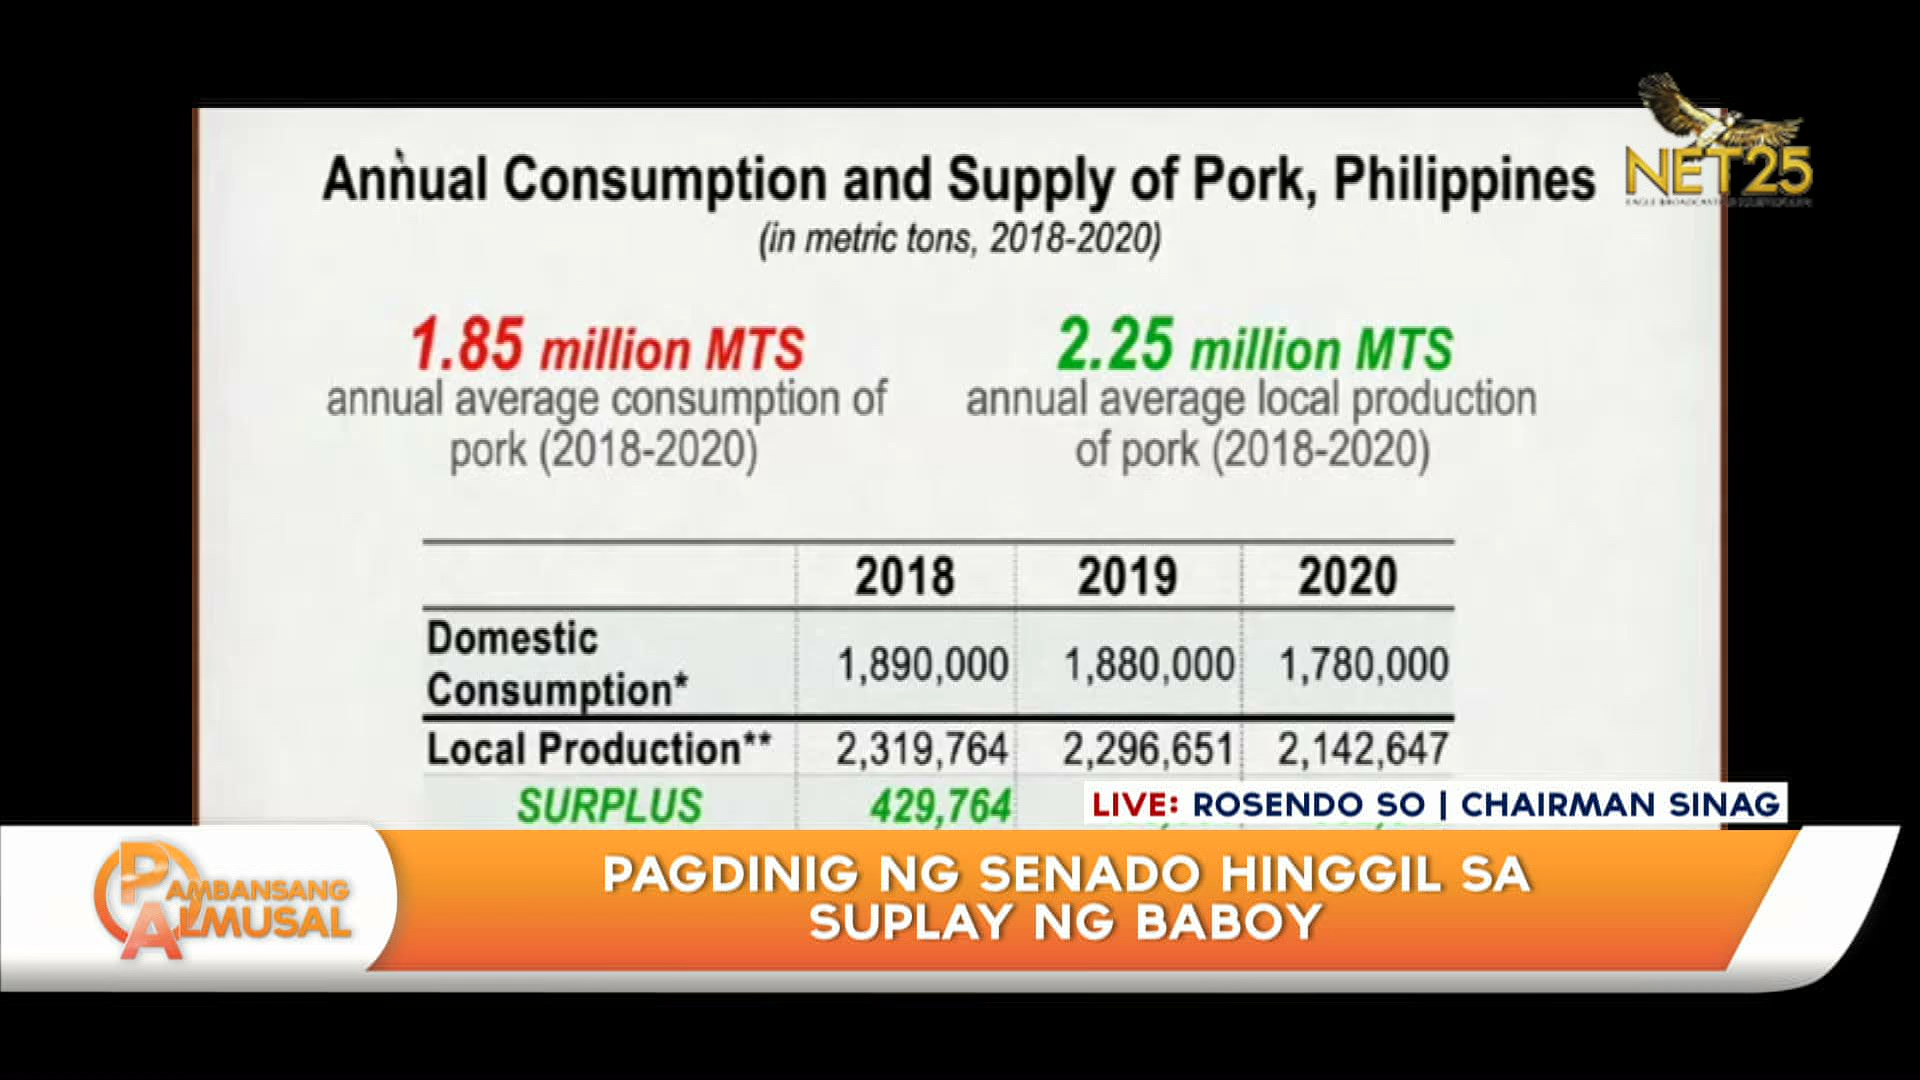 Annual Consumption and Supply of Pork, Philippines
(in metric tons, 2018-2020)
NET25
1.85 million MTS
annual average consumption of
pork (2018-2020)
2.25 million MTS
annual average local production
of pork (2018-2020)
2018 2019 2020
Domestic
Consumption* 1,890,000 1,880,000 1,780,000
Local Production** 2,319,764 2,296,651 2,142,647
SURPLUS 429,764
LIVE: ROSENDO SO | CHAIRMAN SINAG
PAMBANSANG
ALMUSAL
PAGDINIG NG SENADO HINGGIL SA
SUPLAY NG BABOY